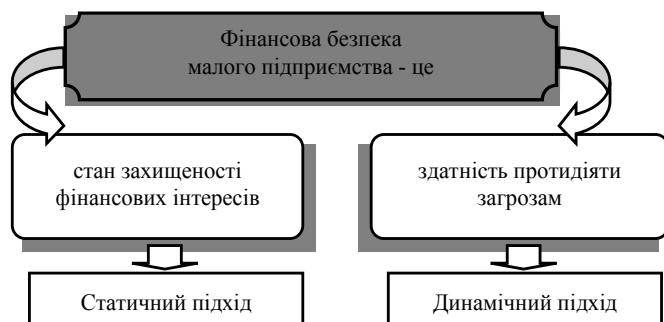 Фінансова безпека
малого підприємства - це
стан захищеності
фінансових інтересів
здатність протидіяти
загрозам
Статичний підхід
Динамічний підхід